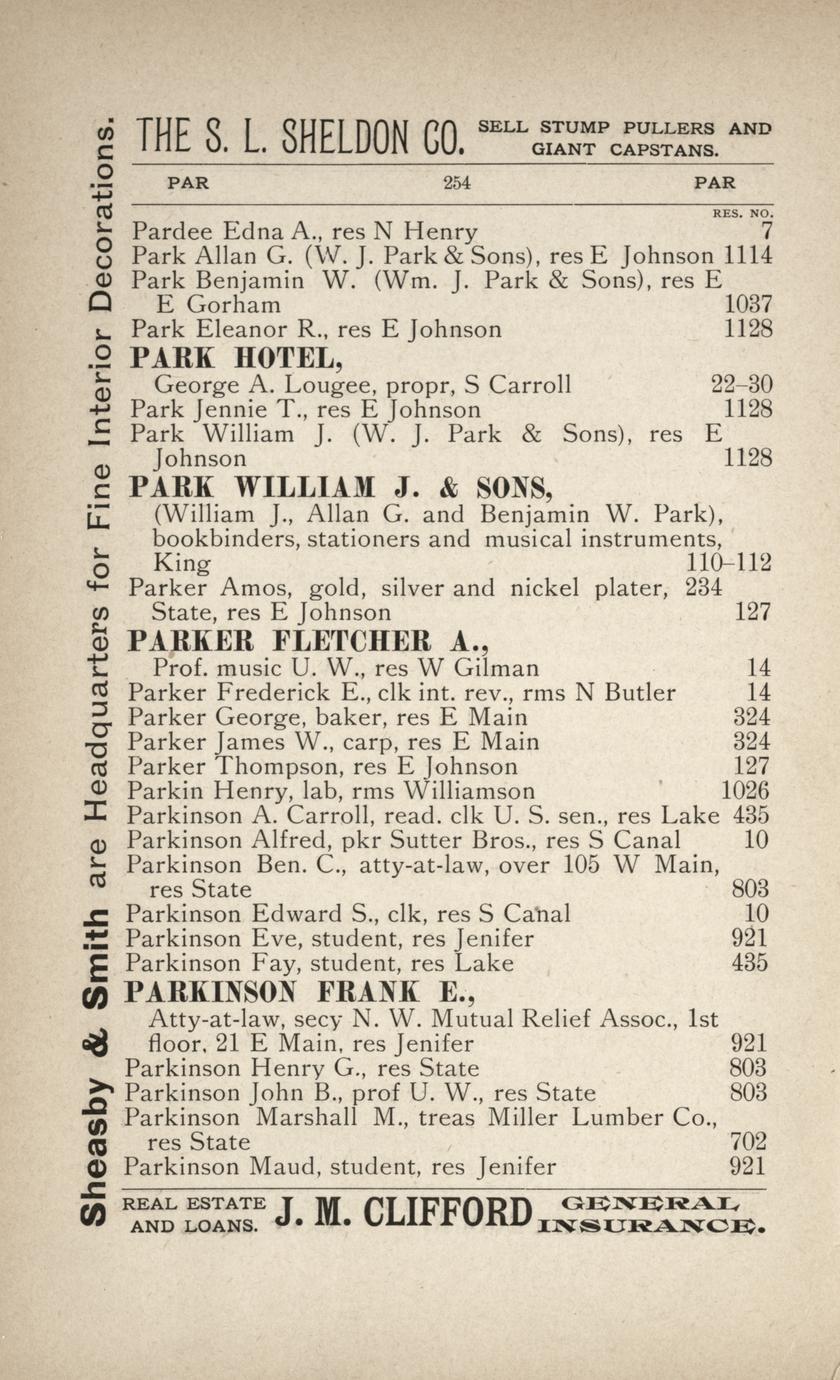 THE S. L. SHELDON CO. SELL STUMP PULLERS AND
GIANT CAPSTANS.
PAR 254 PAR
RES. NO.
Pardee Edna A., res N Henry 7
Park Allan G. (W. J. Park & Sons), res E Johnson 1114
Park Benjamin W. (Wm. J. Park & Sons), res E
E Gorham 1037
Park Eleanor R., res E Johnson 1128
PARK HOTEL,
George A. Lougee, propr, S Carroll 22–30
Park Jennie T., res E Johnson 1128
Park William J. (W. J. Park & Sons), res E
Johnson 1128
PARK WILLIAM J. & SONS,
(William J., Allan G. and Benjamin W. Park),
bookbinders, stationers and musical instruments,
King 110–112
Parker Amos, gold, silver and nickel plater, 234
State, res E Johnson 127
PARKER FLETCHER A.,
Prof. music U. W., res W Gilman 14
Parker Frederick E., clk int. rev., rms N Butler 14
Parker George, baker, res E Main 324
Parker James W., carp, res E Main 324
Parker Thompson, res E Johnson 127
Parkin Henry, lab, rms Williamson 1026
Parkinson A. Carroll, read. clk U. S. sen., res Lake 435
Parkinson Alfred, pkr Sutter Bros., res S Canal 10
Parkinson Ben. C., atty-at-law, over 105 W Main,
res State 803
Parkinson Edward S., clk, res S Canal 10
Parkinson Eve, student, res Jenifer 921
Parkinson Fay, student, res Lake 435
PARKINSON FRANK E.,
Atty-at-law, secy N. W. Mutual Relief Assoc., 1st
floor, 21 E Main, res Jenifer 921
Parkinson Henry G., res State 803
Parkinson John B., prof U. W., res State 803
Parkinson Marshall M., treas Miller Lumber Co.,
res State 702
Parkinson Maud, student, res Jenifer 921
REAL ESTATE AND LOANS. J. M. CLIFFORD GENERAL INSURANCE.
Sheasby & Smith are Headquarters for Fine Interior Decorations.